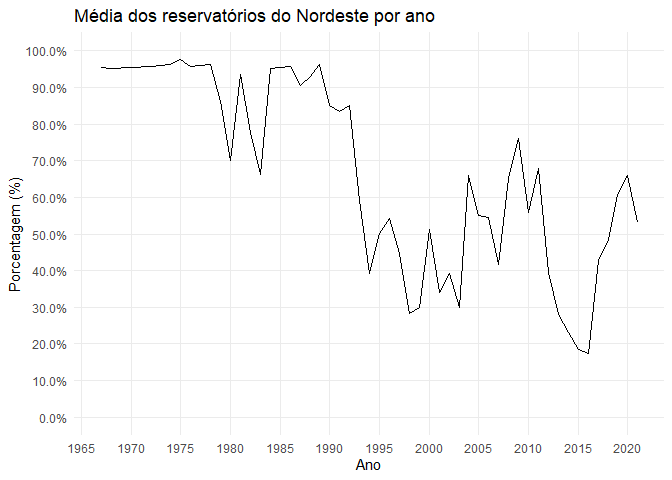 Média dos reservatórios do Nordeste por ano
Porcentagem (%)
100.0%
90.0%
80.0%
70.0%
60.0%
50.0%
40.0%
30.0%
20.0%
10.0%
0.0%
1965 1970 1975 1980 1985 1990 1995 2000 2005 2010 2015 2020
Ano